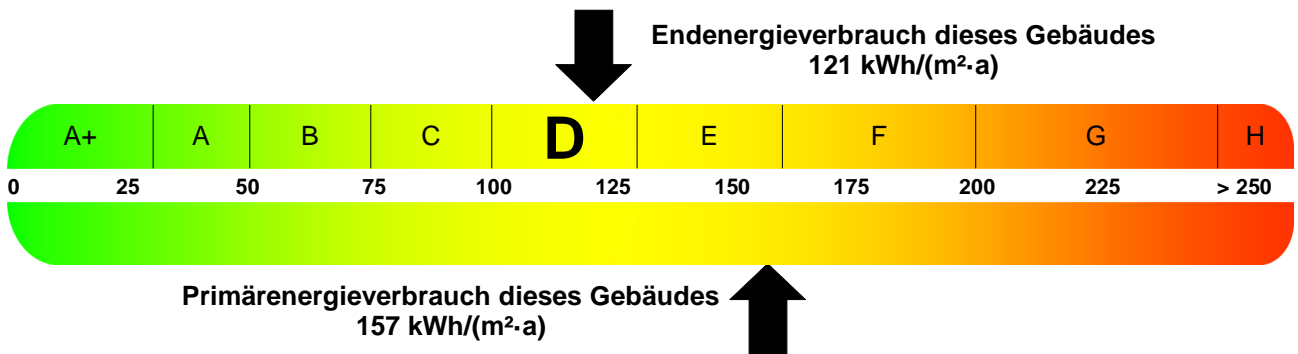 Endenergieverbrauch dieses Gebäudes
121 kWh/(m²·a)
A+ A B C D E F G H
0 25 50 75 100 125 150 175 200 225 > 250
Primärenergieverbrauch dieses Gebäudes
157 kWh/(m²·a)